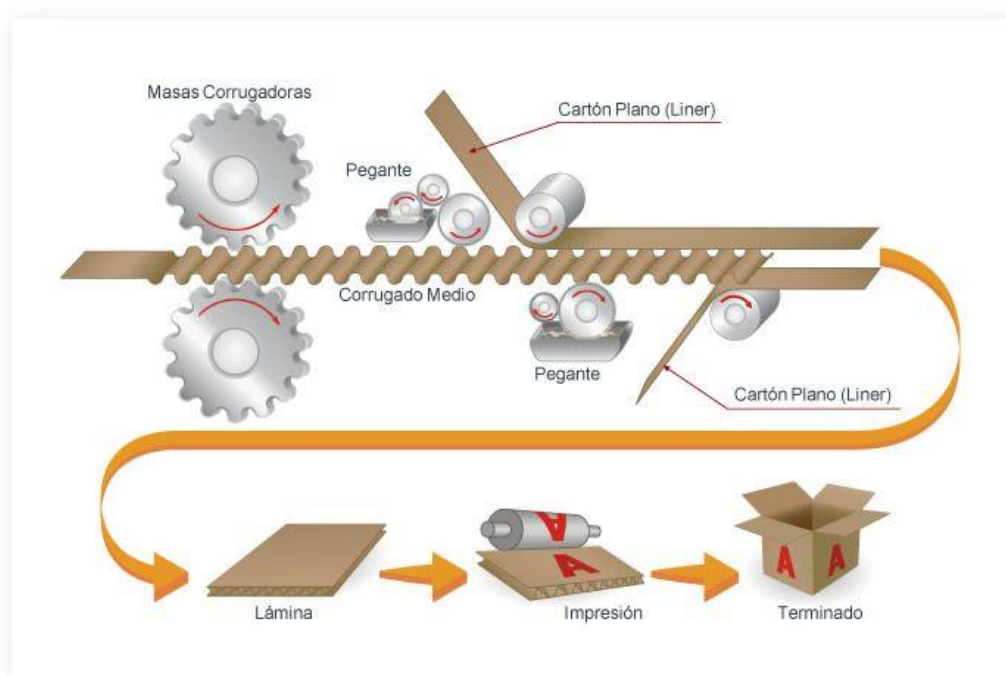 Masas Corrugadoras
Cartón Plano (Liner)
Pegante
Corrugado Medio
Pegante
Cartón Plano (Liner)
A
A
A
A
Lámina
Impresión
Terminado